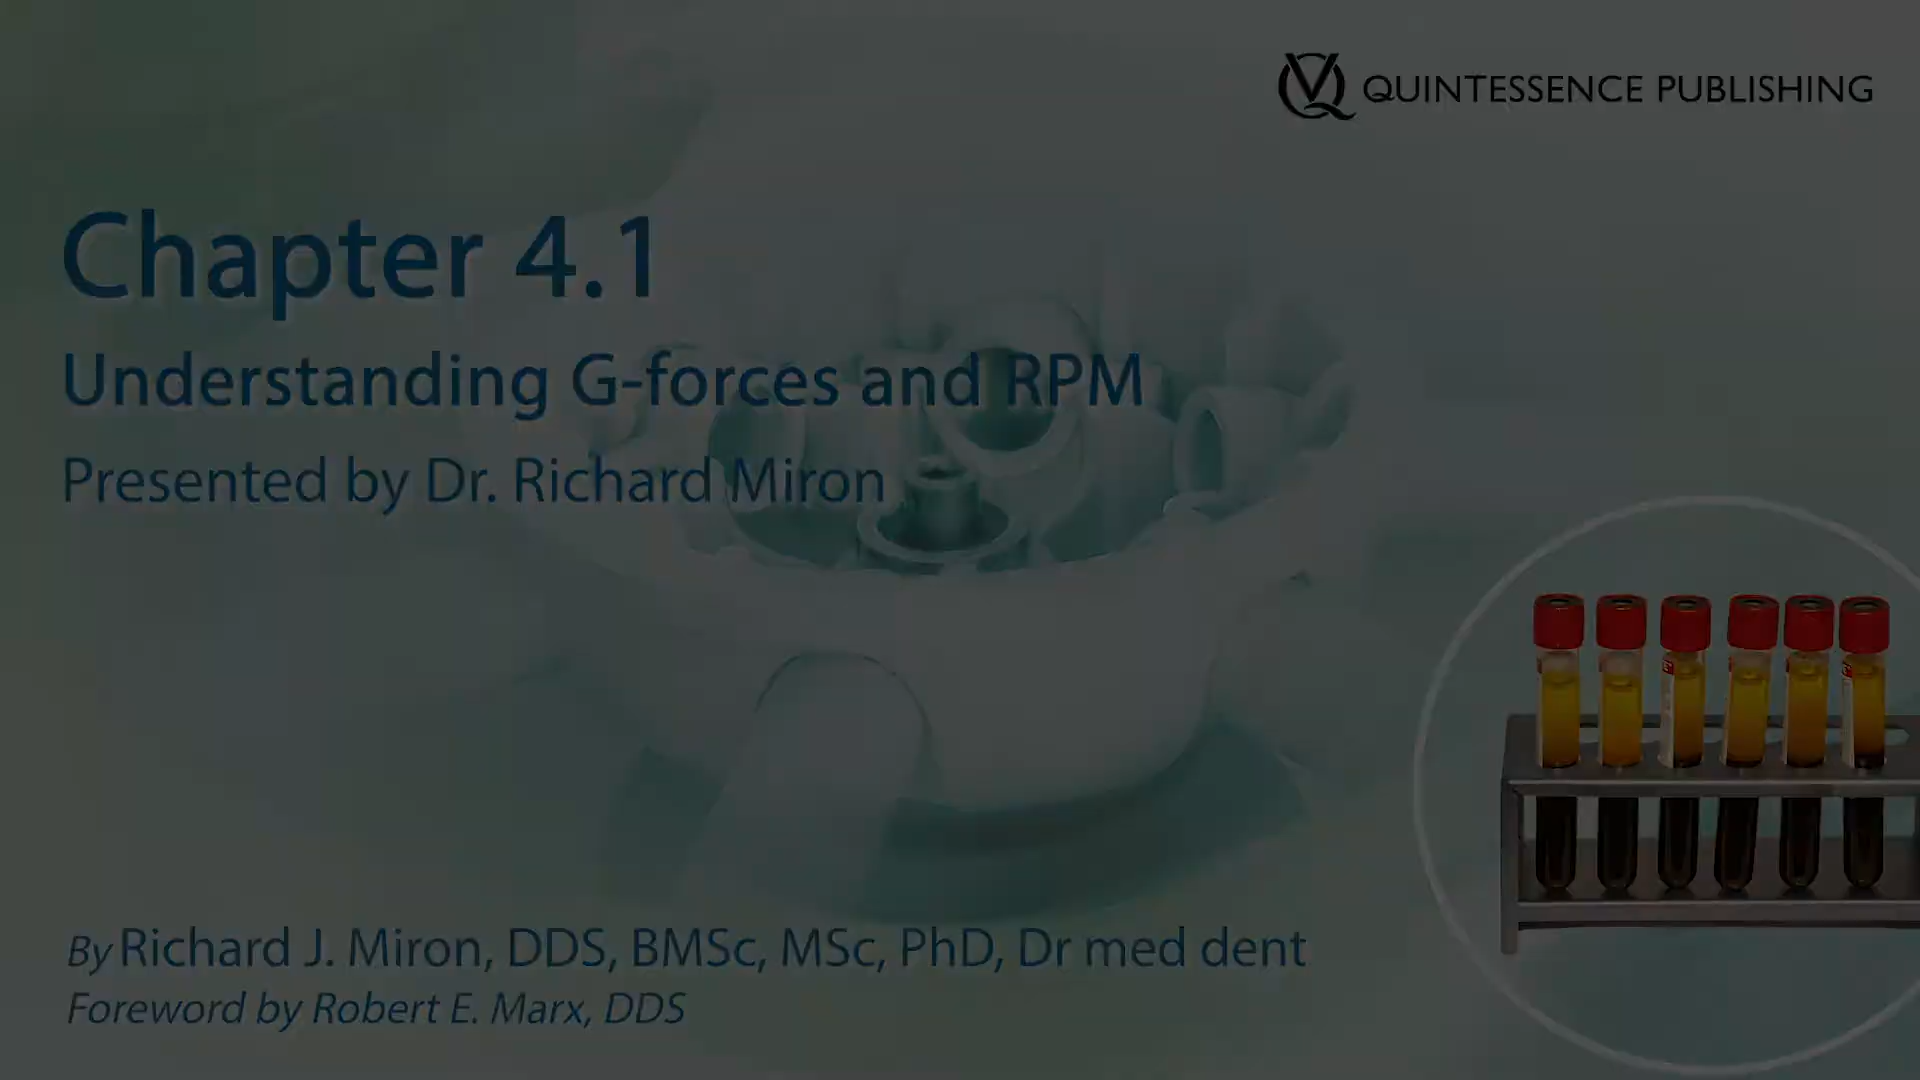 QUINTESSENCE PUBLISHING
Chapter 4.1
Understanding G-forces and RPM
Presented by Dr. Richard Miron
By Richard J. Miron, DDS, BMSc, MSc, PhD, Dr med dent
Foreword by Robert E. Marx, DDS